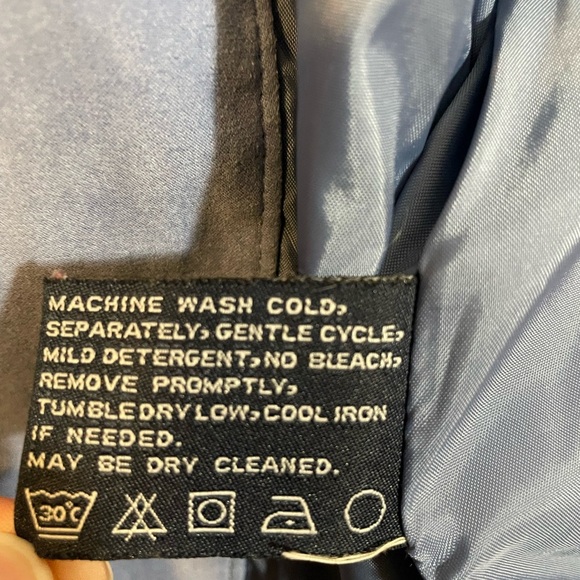 MACHINE WASH COLD,
SEPARATELY, GENTLE CYCLE,
MILD DETERGENT, NO BLEACH,
REMOVE PROMPTLY,
TUMBLE DRY LOW, COOL IRON
IF NEEDED.
MAY BE DRY CLEANED.
30°C